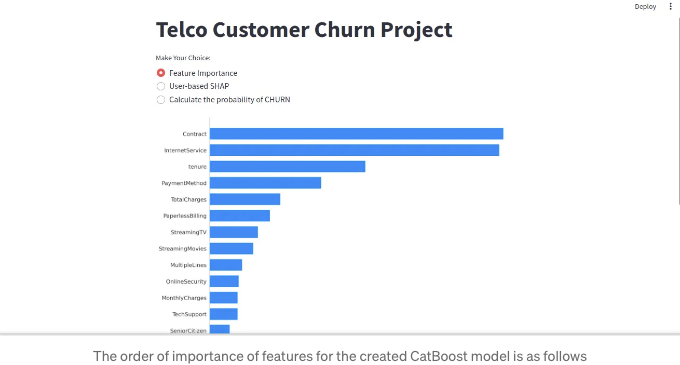 Deploy
Telco Customer Churn Project
Make Your Choice:
Feature Importance
User-based SHAP
Calculate the probability of CHURN
Contract
InternetService
tenure
PaymentMethod
TotalCharges
PaperlessBilling
StreamingTV
StreamingMovies
MultipleLines
OnlineSecurity
MonthlyCharges
TechSupport
SeniorCitizen
The order of importance of features for the created CatBoost model is as follows